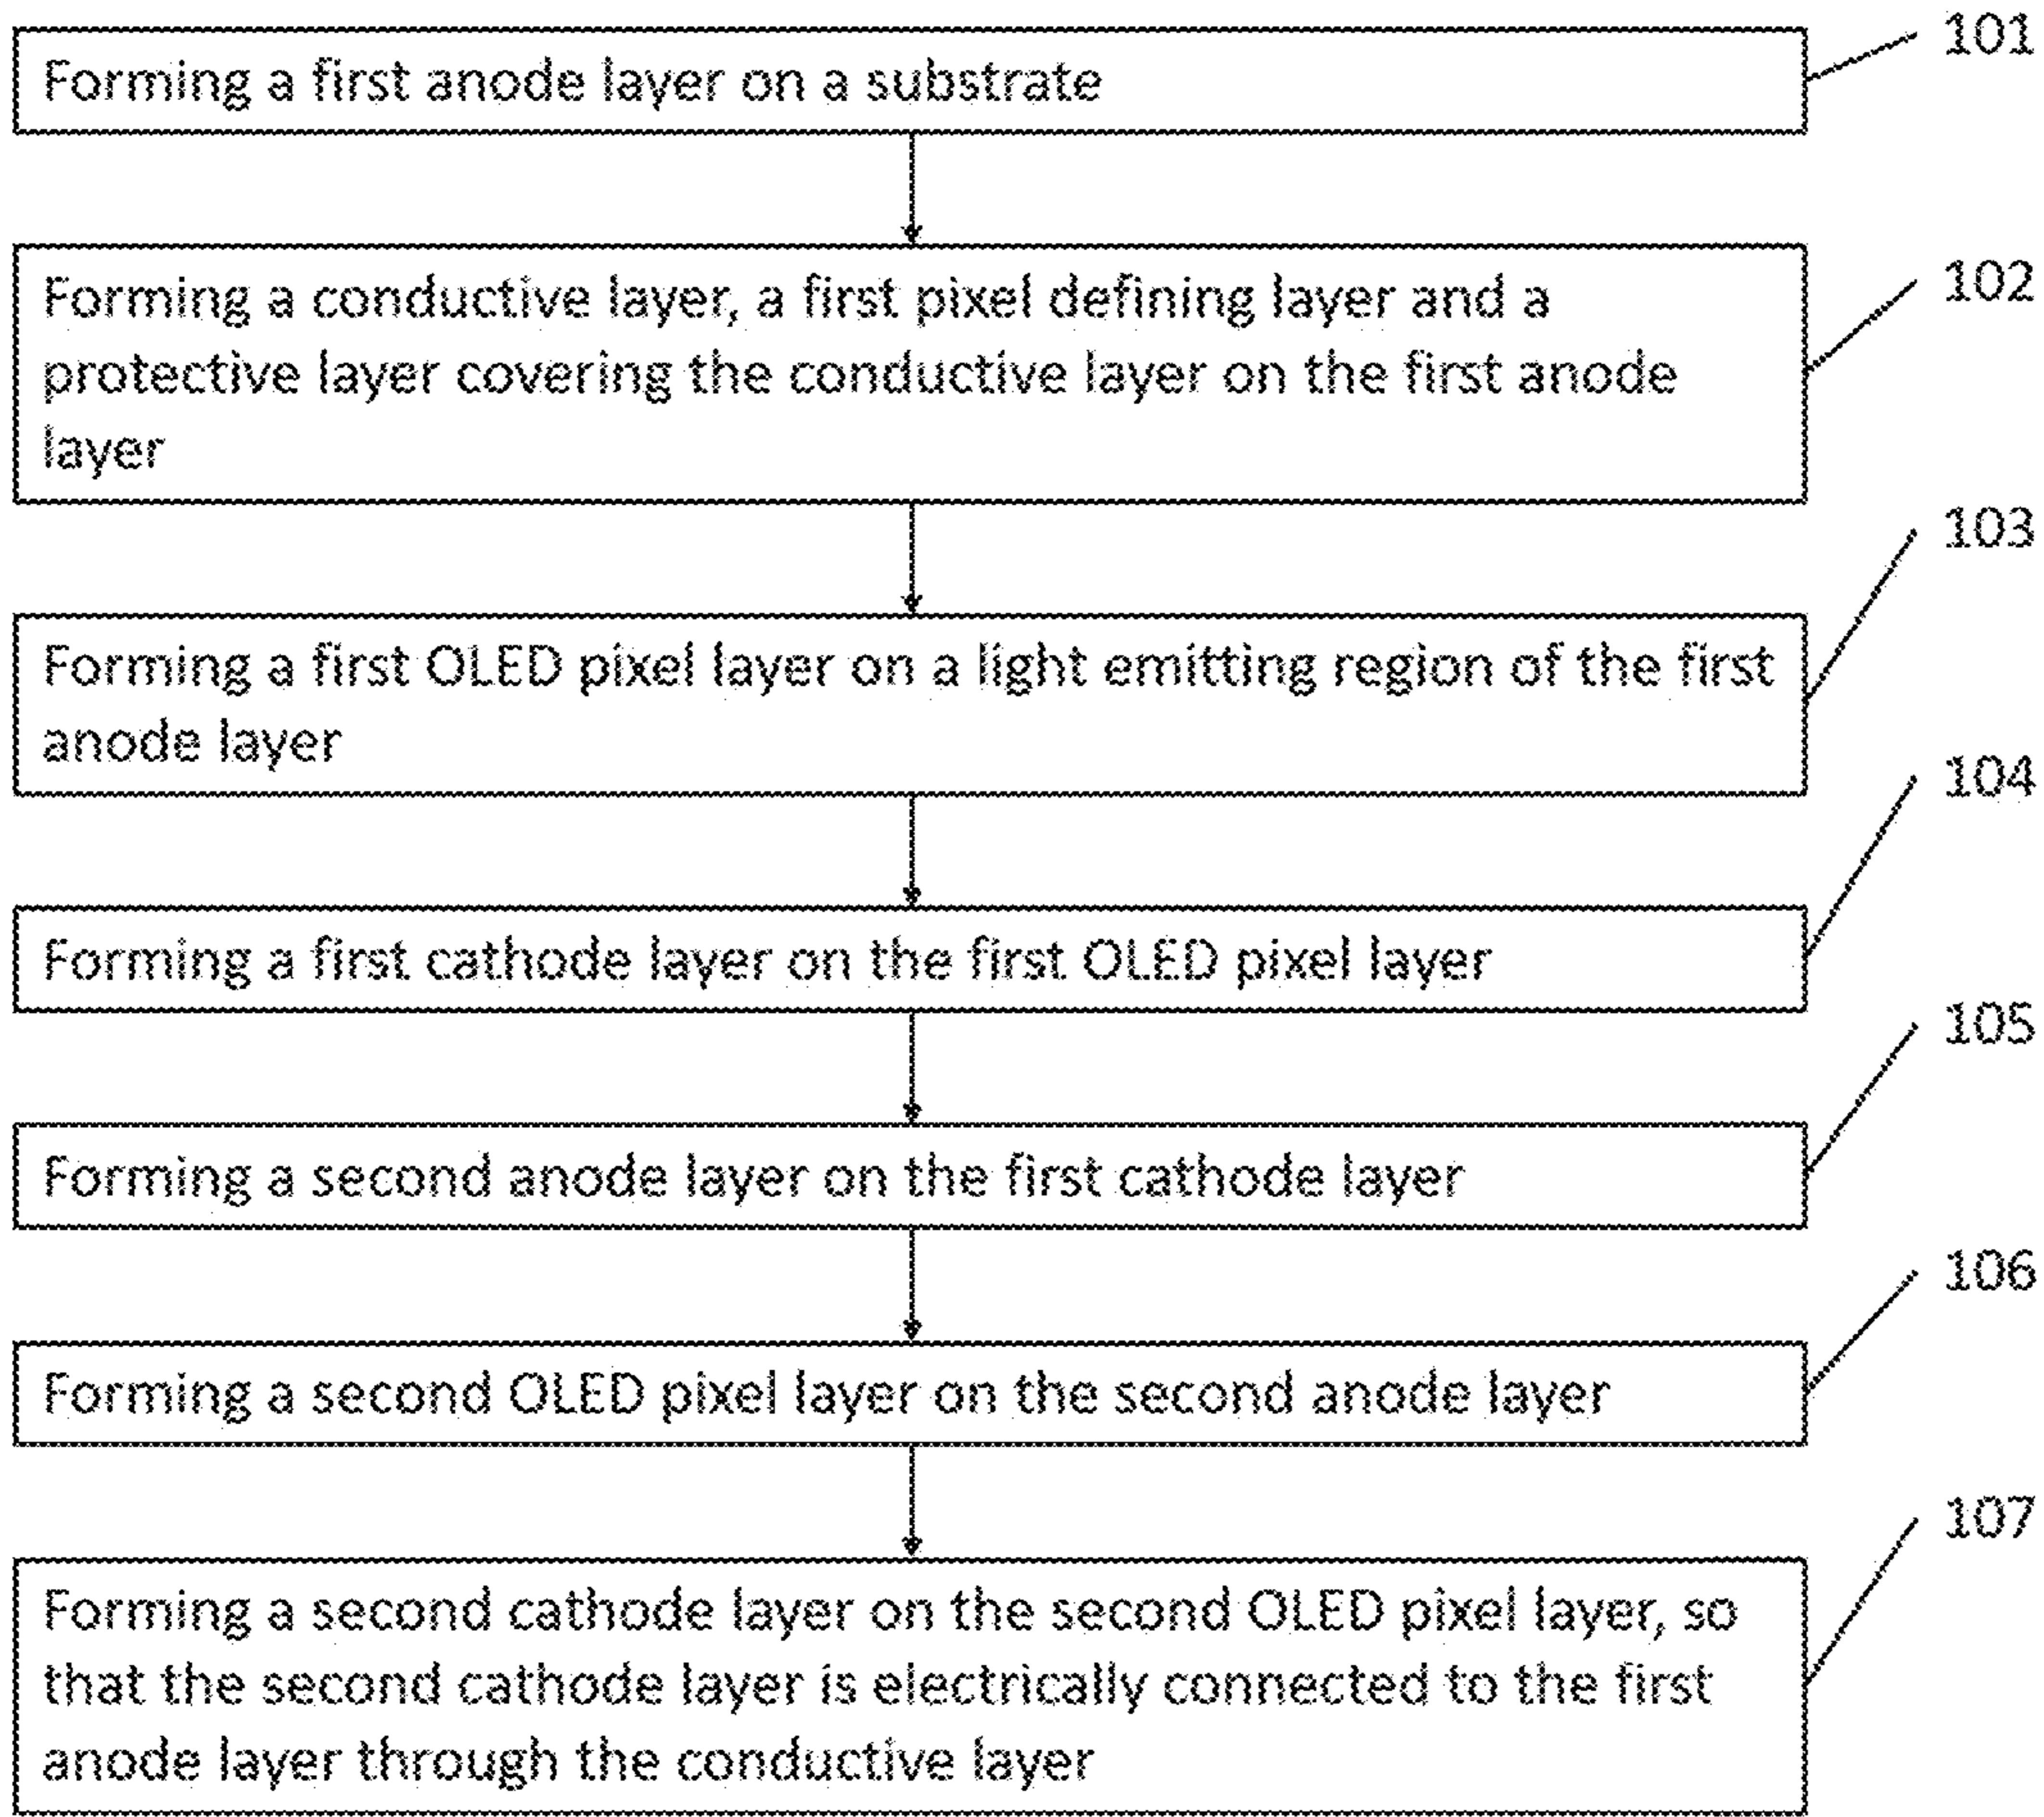 101
Forming a first anode layer on a substrate
102
Forming a conductive layer, a first pixel defining layer and a
protective layer covering the conductive layer on the first anode
layer
103
Forming a first OLED pixel layer on a light emitting region of the first
anode layer
104
Forming a first cathode layer on the first OLED pixel layer
105
Forming a second anode layer on the first cathode layer
106
Forming a second OLED pixel layer on the second anode layer
107
Forming a second cathode layer on the second OLED pixel layer, so
that the second cathode layer is electrically connected to the first
anode layer through the conductive layer